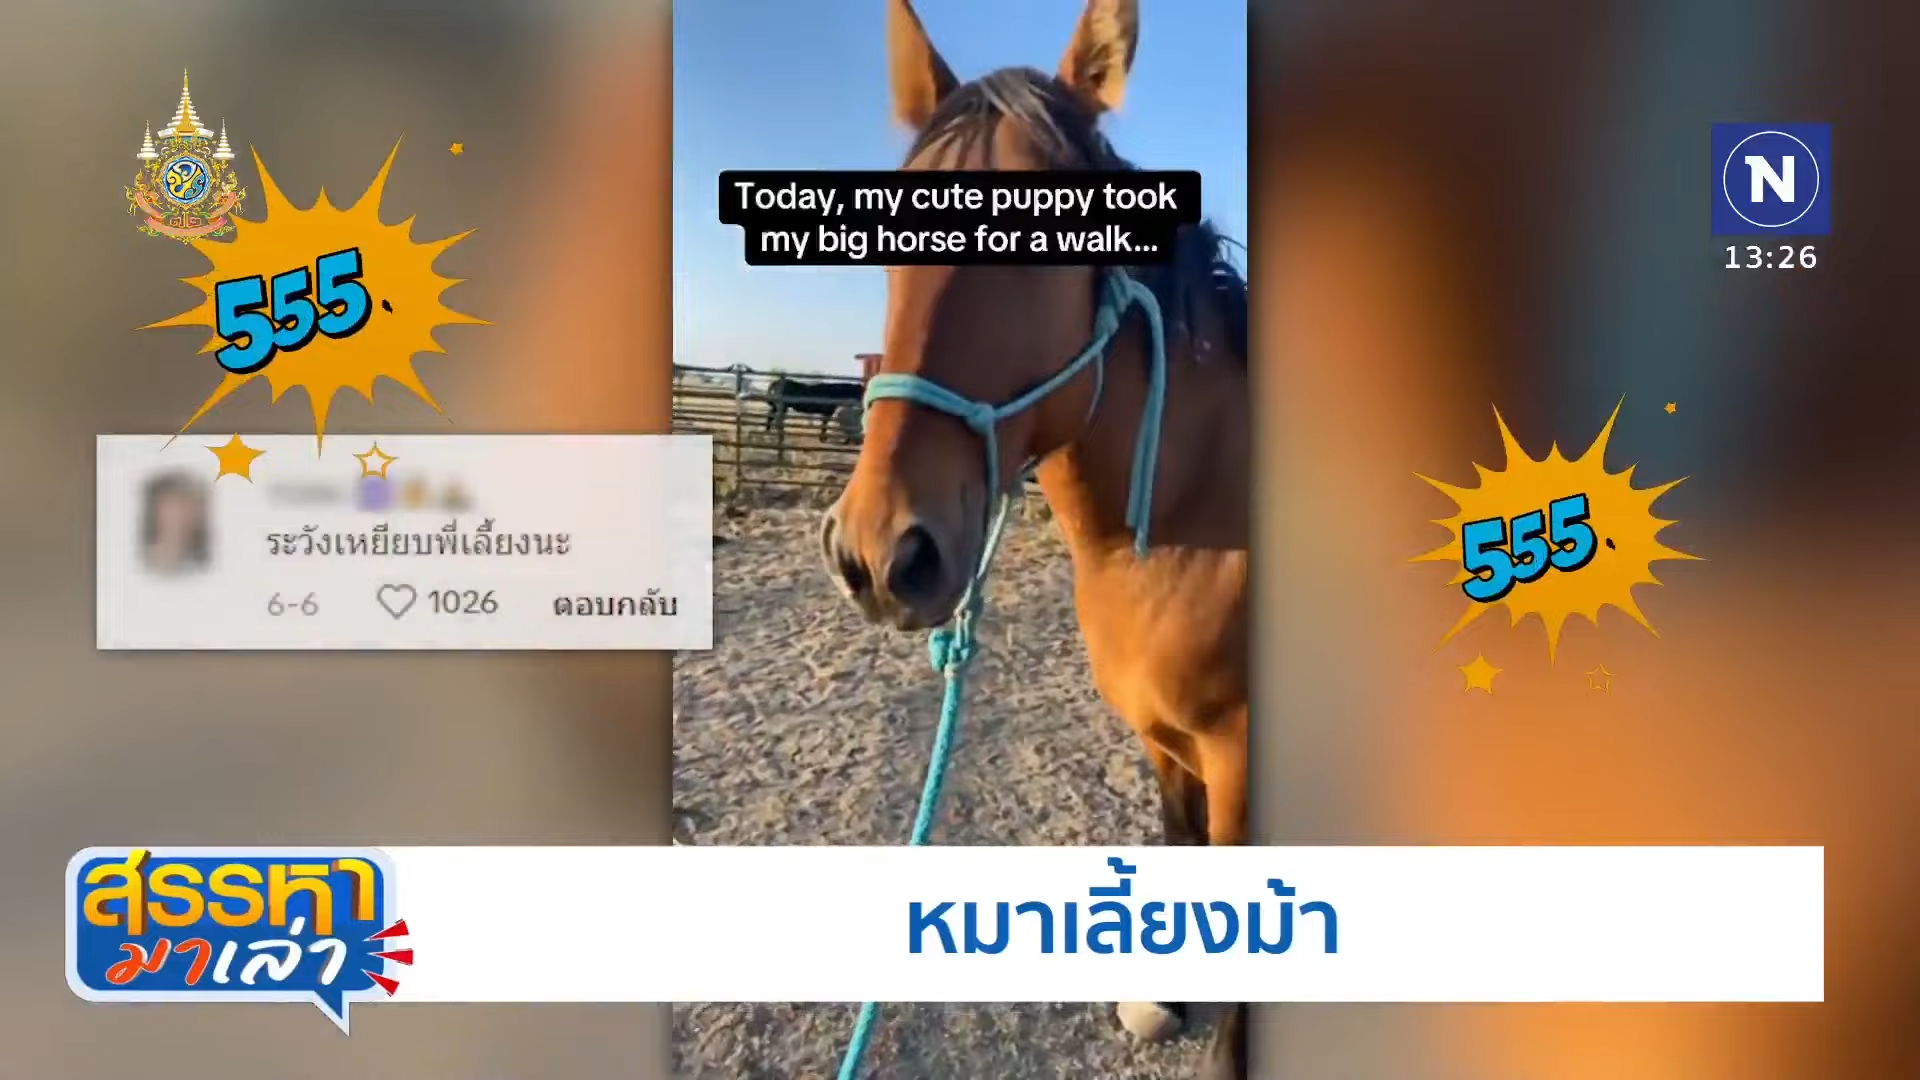 N
13:26
Today, my cute puppy took
my big horse for a walk...
555
ระวังเหยียบพี่เลี้ยงนะ
6-6 1026 ตอบกลับ
555
สรรหา
มาเล่า
หมาเลี้ยงม้า